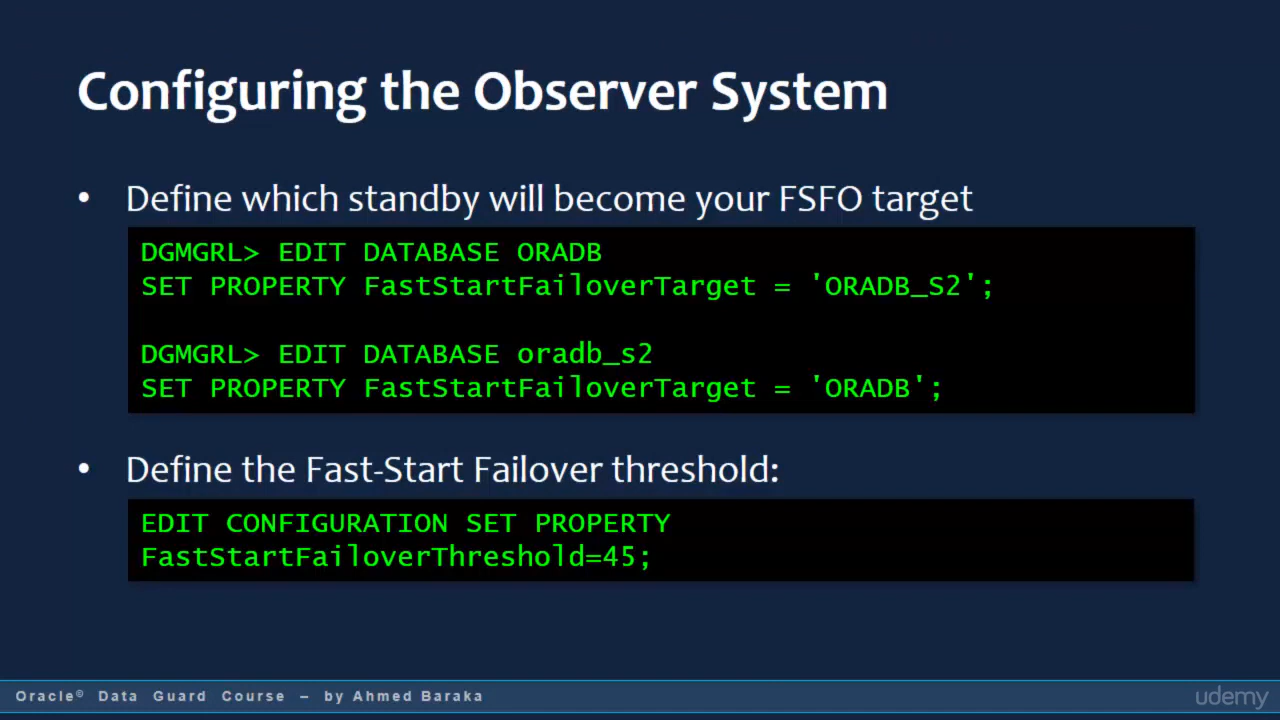 Configuring the Observer System
• Define which standby will become your FSFO target
DGMGRL> EDIT DATABASE ORADB
SET PROPERTY FastStartFailoverTarget = 'ORADB_S2';
DGMGRL> EDIT DATABASE oradb_s2
SET PROPERTY FastStartFailoverTarget = 'ORADB';
• Define the Fast-Start Failover threshold:
EDIT CONFIGURATION SET PROPERTY
FastStartFailoverThreshold=45;
Oracle® Data Guard Course – by Ahmed Baraka
udemy